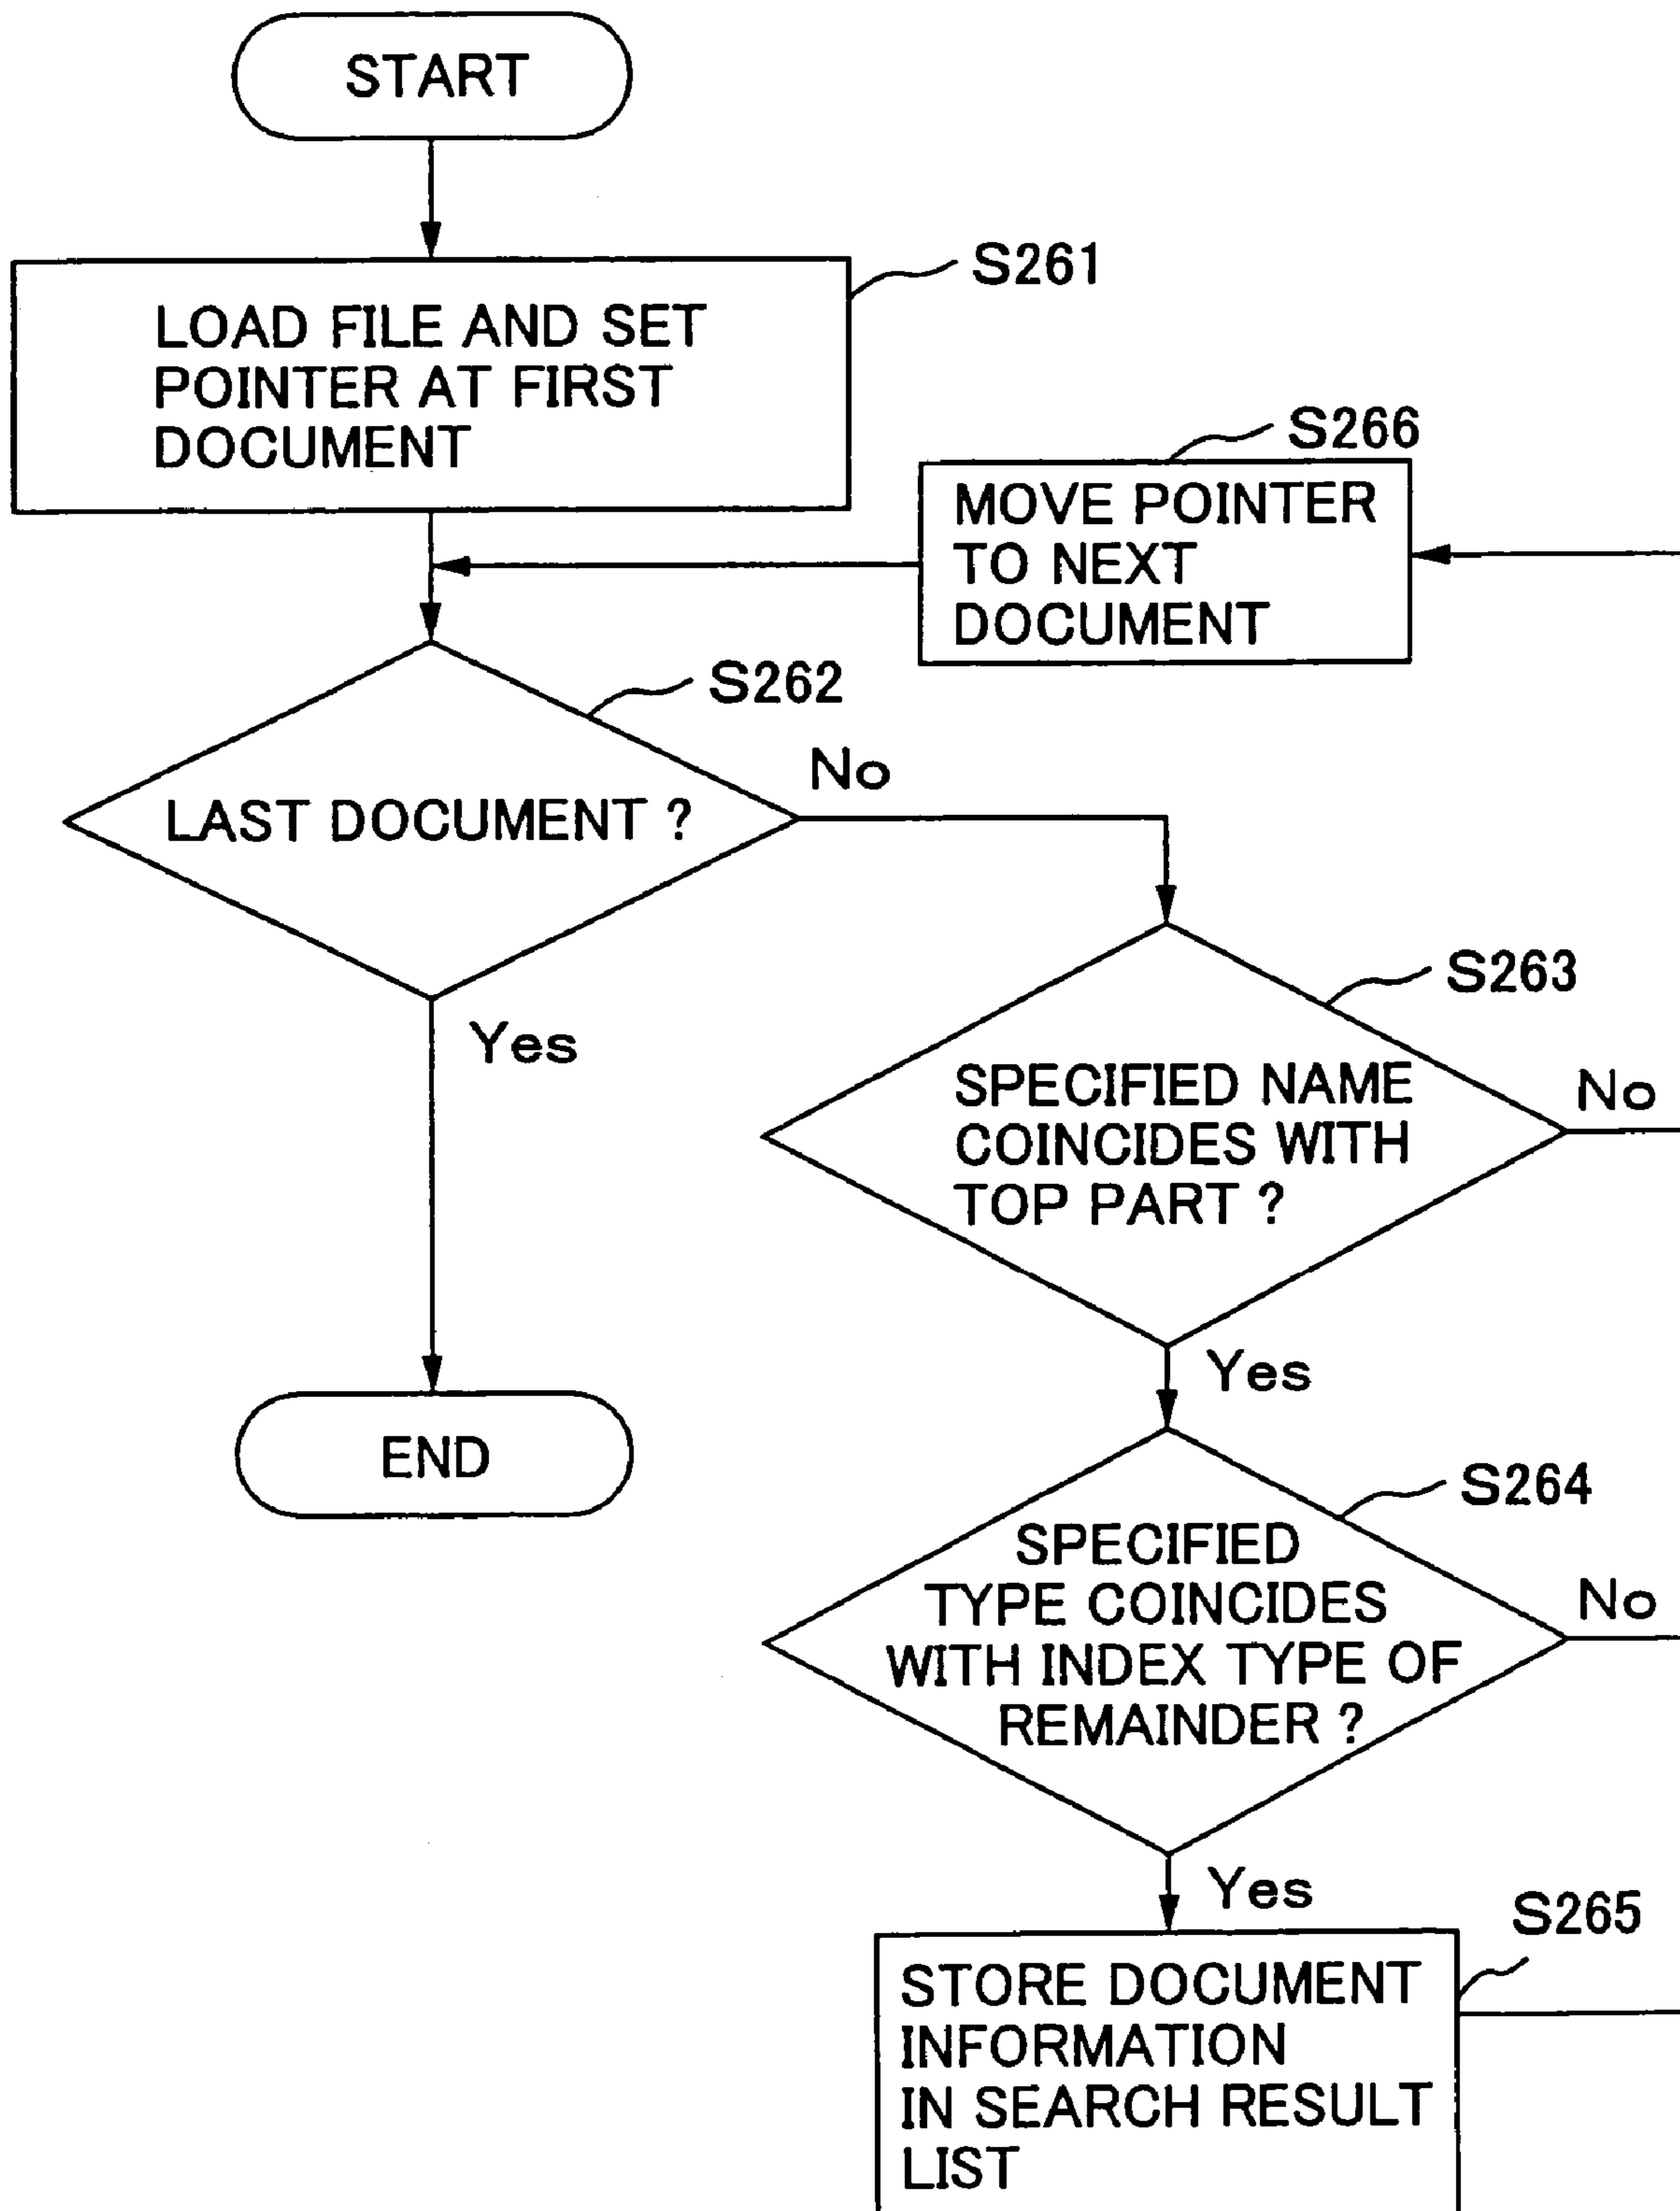 START
S261
LOAD FILE AND SET
POINTER AT FIRST
DOCUMENT
S266
MOVE POINTER
TO NEXT
DOCUMENT
S262
No
LAST DOCUMENT ?
Yes
S263
SPECIFIED NAME
COINCIDES WITH
TOP PART ?
No
Yes
END
S264
SPECIFIED
TYPE COINCIDES
WITH INDEX TYPE OF
REMAINDER ?
No
Yes
S265
STORE DOCUMENT
INFORMATION
IN SEARCH RESULT
LIST